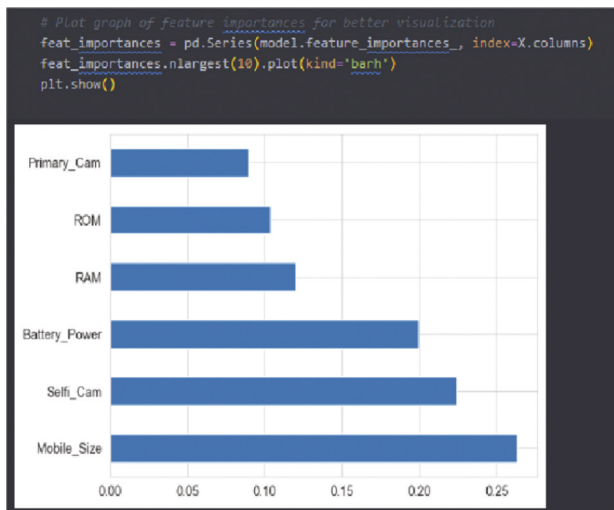 # Plot graph of feature importances for better visualization
feat_importances = pd.Series(model.feature_importances_, index=X.columns)
feat_importances.nlargest(10).plot(kind='barh')
plt.show()
Primary_Cam
ROM
RAM
Battery_Power
Selfi_Cam
Mobile_Size
0.00 0.05 0.10 0.15 0.20 0.25